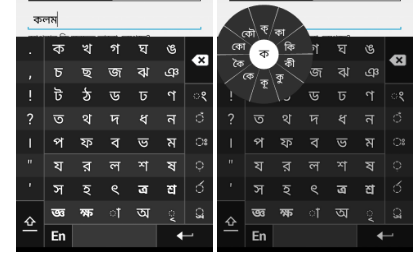 কলম
. ক খ গ ঘ ঙ
, চ ছ জ ঝ ঞ
! ট ঠ ড ঢ ণ ং
? ত থ দ ধ ন ঁ
। প ফ ব ভ ম ঃ
" য র ল শ ষ ়
' স হ ৎ ত্র শ্র র্
জ্ঞ ক্ষ া অ ৃ
En
কৌ কৃ কা
কো কি
ক
কৈ কী
কে কূ কু
গ ঘ ঙ
জ ঝ ঞ
! ড ঢ ণ ং
? ত থ দ ধ ন ঁ
। প ফ ব ভ ম ঃ
" য র ল শ ষ ়
' স হ ৎ ত্র শ্র র্
জ্ঞ ক্ষ া অ ৃ
En